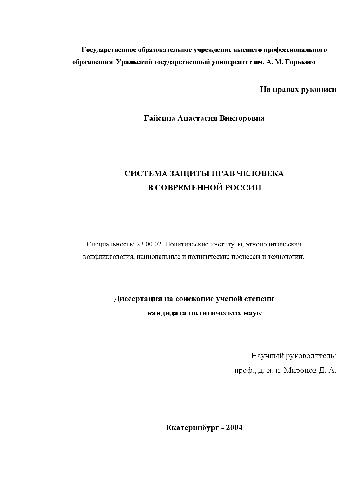 Государственное образовательное учреждение высшего профессионального
образования Уральский государственный университет им. А. М. Горького
На правах рукописи
Гайсина Анастасия Викторовна
СИСТЕМА ЗАЩИТЫ ПРАВ ЧЕЛОВЕКА
В СОВРЕМЕННОЙ РОССИИ
Специальность: 23.00.02. Политические институты, этнополитическая
конфликтология, национальные и политические процессы и технологии.
Диссертация на соискание ученой степени
кандидата политических наук
Научный руководитель:
проф., Миронов Д. А.
Екатеринбург - 2004